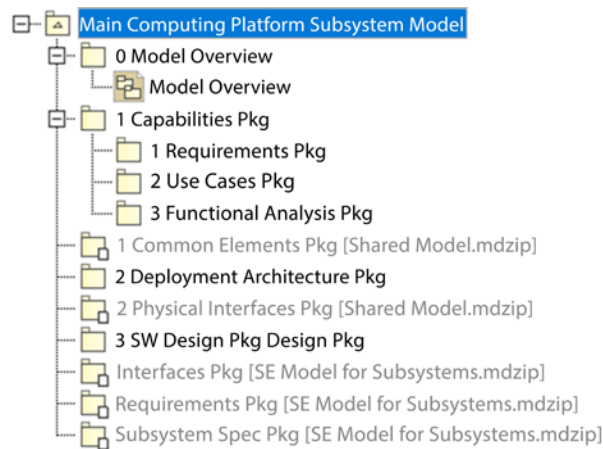 Main Computing Platform Subsystem Model
0 Model Overview
Model Overview
1 Capabilities Pkg
1 Requirements Pkg
2 Use Cases Pkg
3 Functional Analysis Pkg
1 Common Elements Pkg [Shared Model.mdzip]
2 Deployment Architecture Pkg
2 Physical Interfaces Pkg [Shared Model.mdzip]
3 SW Design Pkg Design Pkg
Interfaces Pkg [SE Model for Subsystems.mdzip]
Requirements Pkg [SE Model for Subsystems.mdzip]
Subsystem Spec Pkg [SE Model for Subsystems.mdzip]